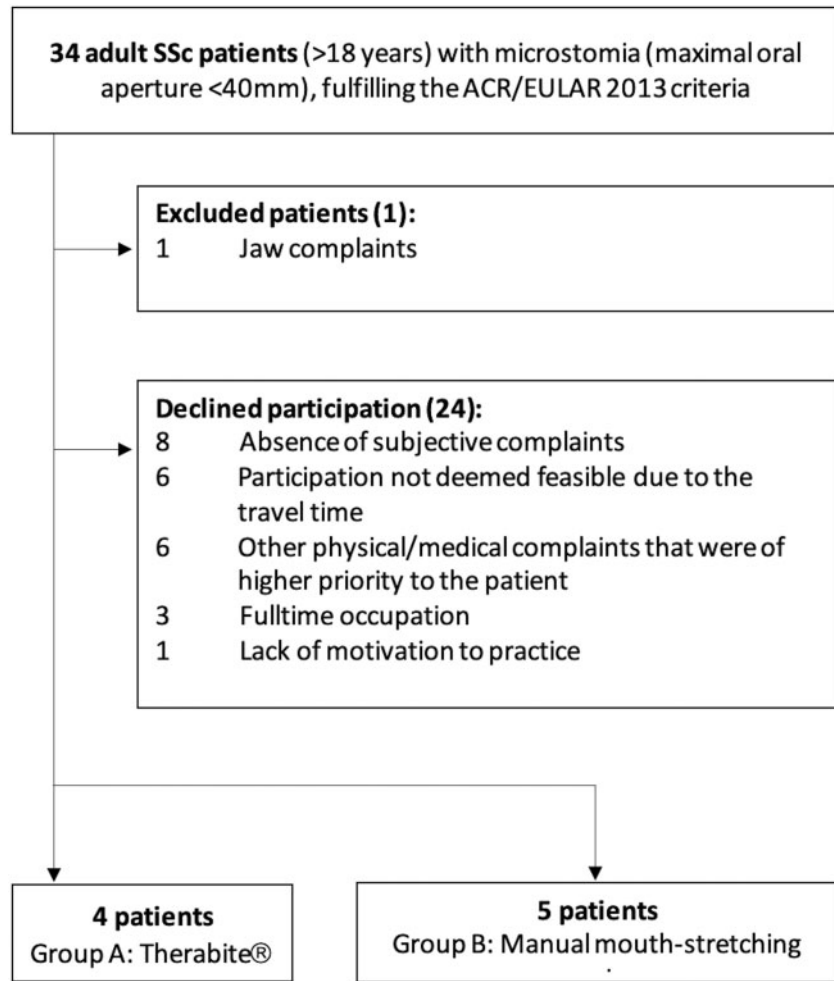 34 adult SSc patients (>18 years) with microstomia (maximal oral
aperture <40mm), fulfilling the ACR/EULAR 2013 criteria
Excluded patients (1):
1 Jaw complaints
Declined participation (24):
8 Absence of subjective complaints
6 Participation not deemed feasible due to the
travel time
6 Other physical/medical complaints that were of
higher priority to the patient
3 Fulltime occupation
1 Lack of motivation to practice
4 patients
Group A: Therabite®
5 patients
Group B: Manual mouth-stretching
.